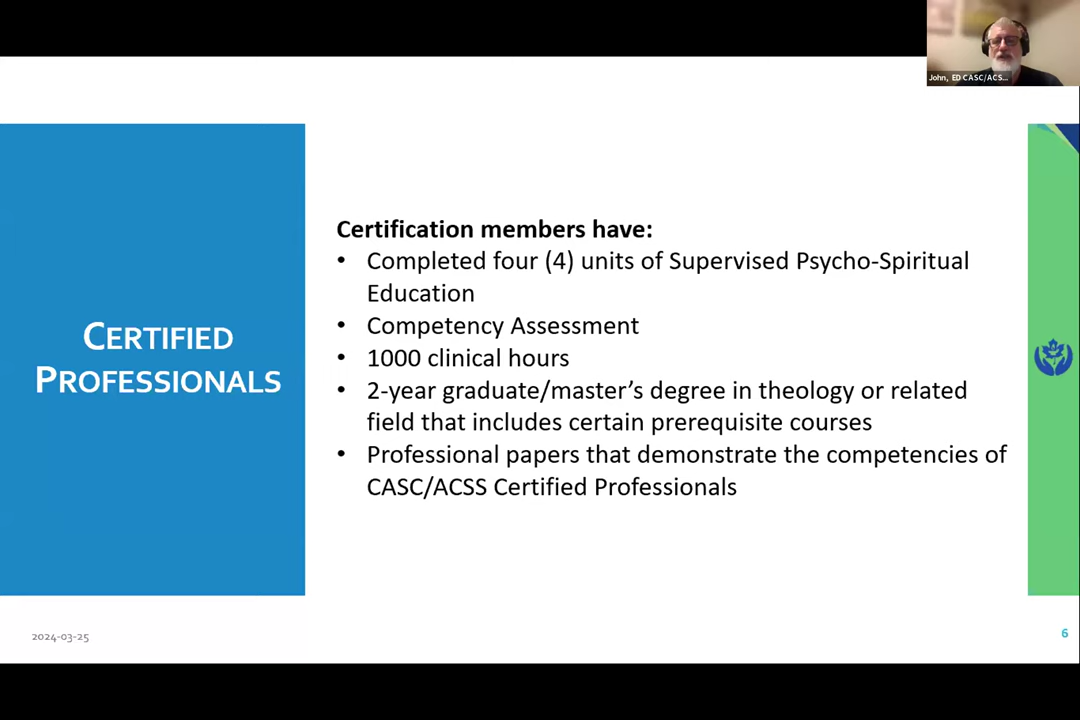 John, ED CASC/ACS...
Certification members have:
• Completed four (4) units of Supervised Psycho-Spiritual
Education
• Competency Assessment
• 1000 clinical hours
• 2-year graduate/master’s degree in theology or related
field that includes certain prerequisite courses
• Professional papers that demonstrate the competencies of
CASC/ACSS Certified Professionals
CERTIFIED
PROFESSIONALS
2024-03-25
6